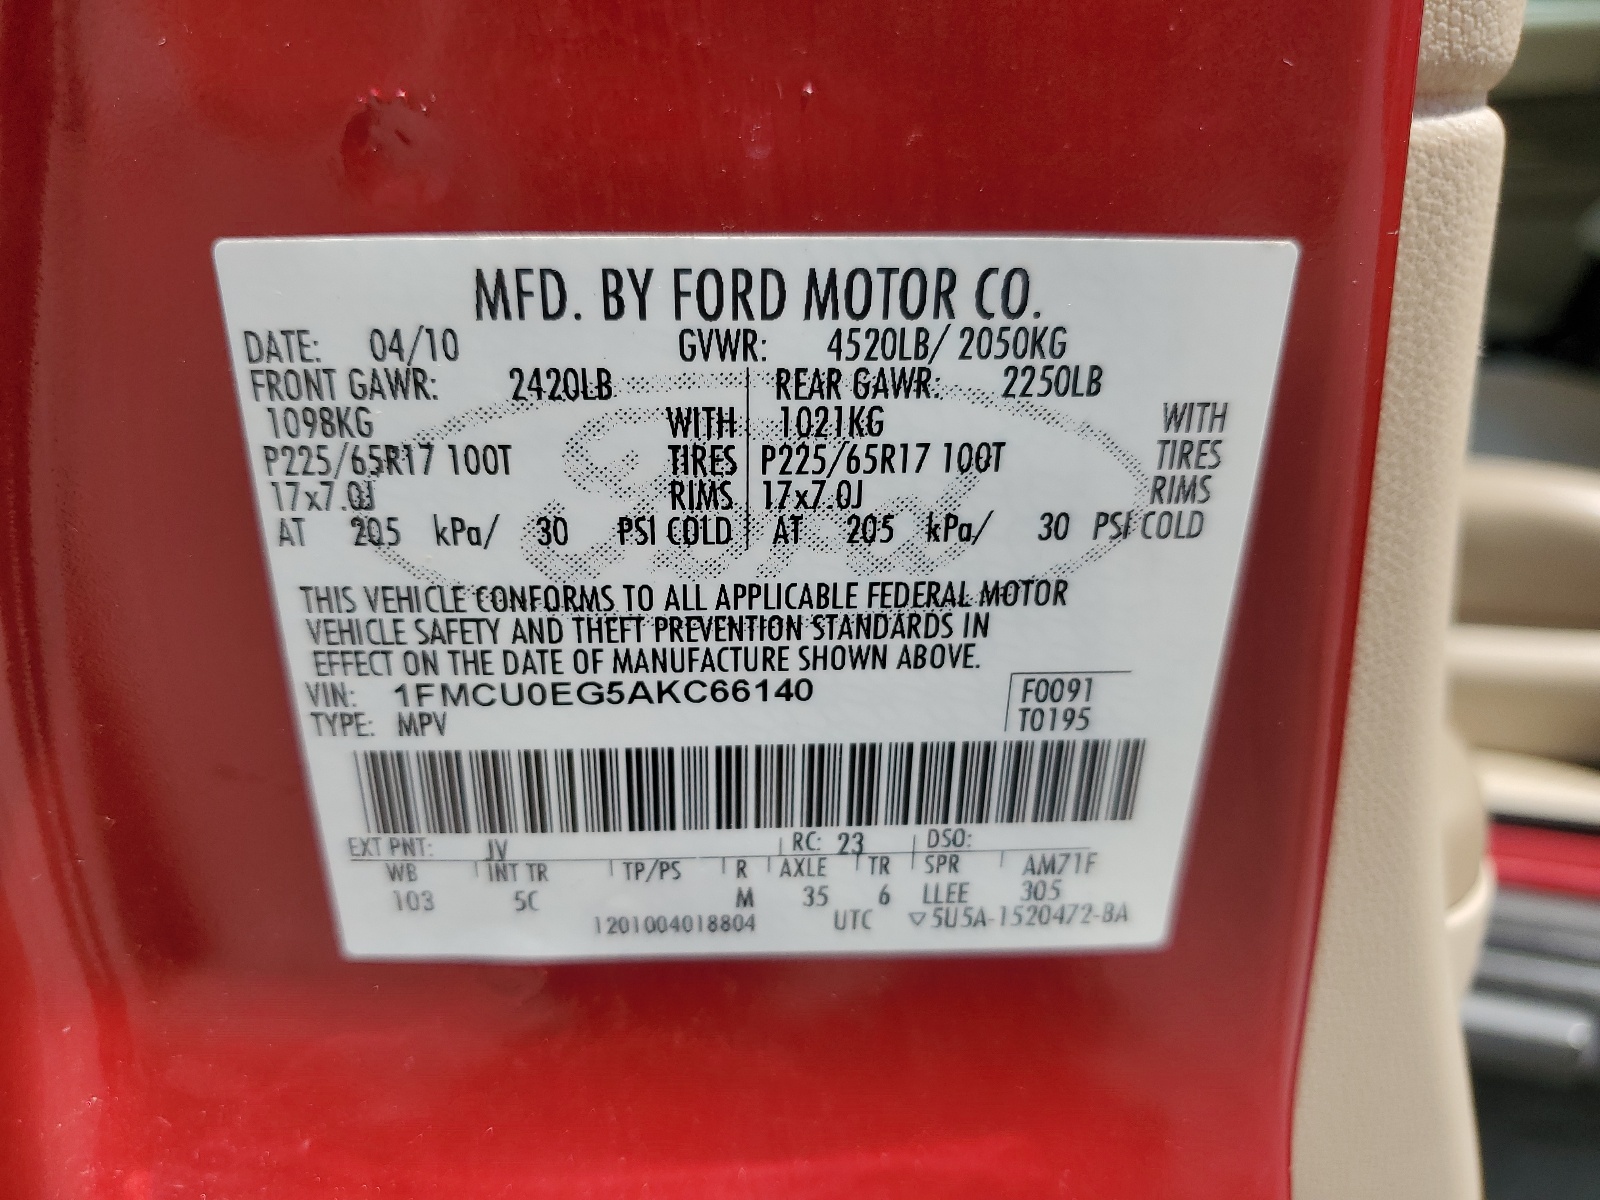 MFD. BY FORD MOTOR CO.
DATE: 04/10 GVWR: 4520LB/ 2050KG
FRONT GAWR: 2420LB REAR GAWR: 2250LB
1098KG WITH 1021KG WITH
P225/65R17 100T TIRES P225/65R17 100T TIRES
17x7.0J RIMS 17x7.0J RIMS
AT 205 kPa/ 30 PSI COLD AT 205 kPa/ 30 PSI COLD
Ford
THIS VEHICLE CONFORMS TO ALL APPLICABLE FEDERAL MOTOR
VEHICLE SAFETY AND THEFT PREVENTION STANDARDS IN
EFFECT ON THE DATE OF MANUFACTURE SHOWN ABOVE.
VIN: 1FMCU0EG5AKC66140 F0091
TYPE: MPV T0195
EXT PNT: JV RC: 23 DSO:
WB INT TR TP/PS R AXLE TR SPR AM71F
103 5C M 35 6 LLEE 305
1201004018804 UTC ▽5U5A-1520472-BA